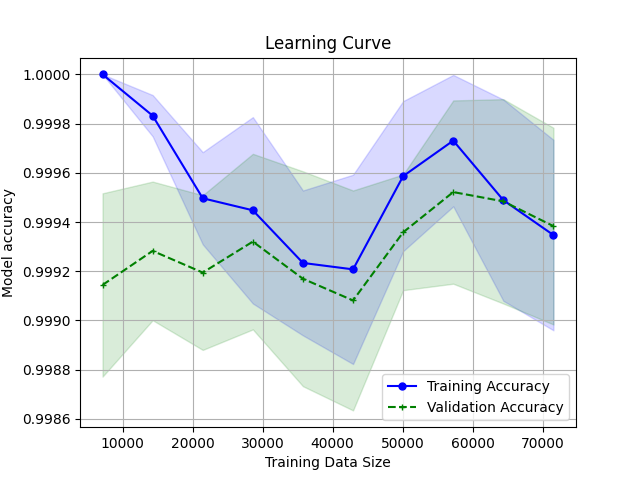 Learning Curve
Model accuracy
1.0000
0.9998
0.9996
0.9994
0.9992
0.9990
0.9988
0.9986
Training Accuracy
Validation Accuracy
10000 20000 30000 40000 50000 60000 70000
Training Data Size